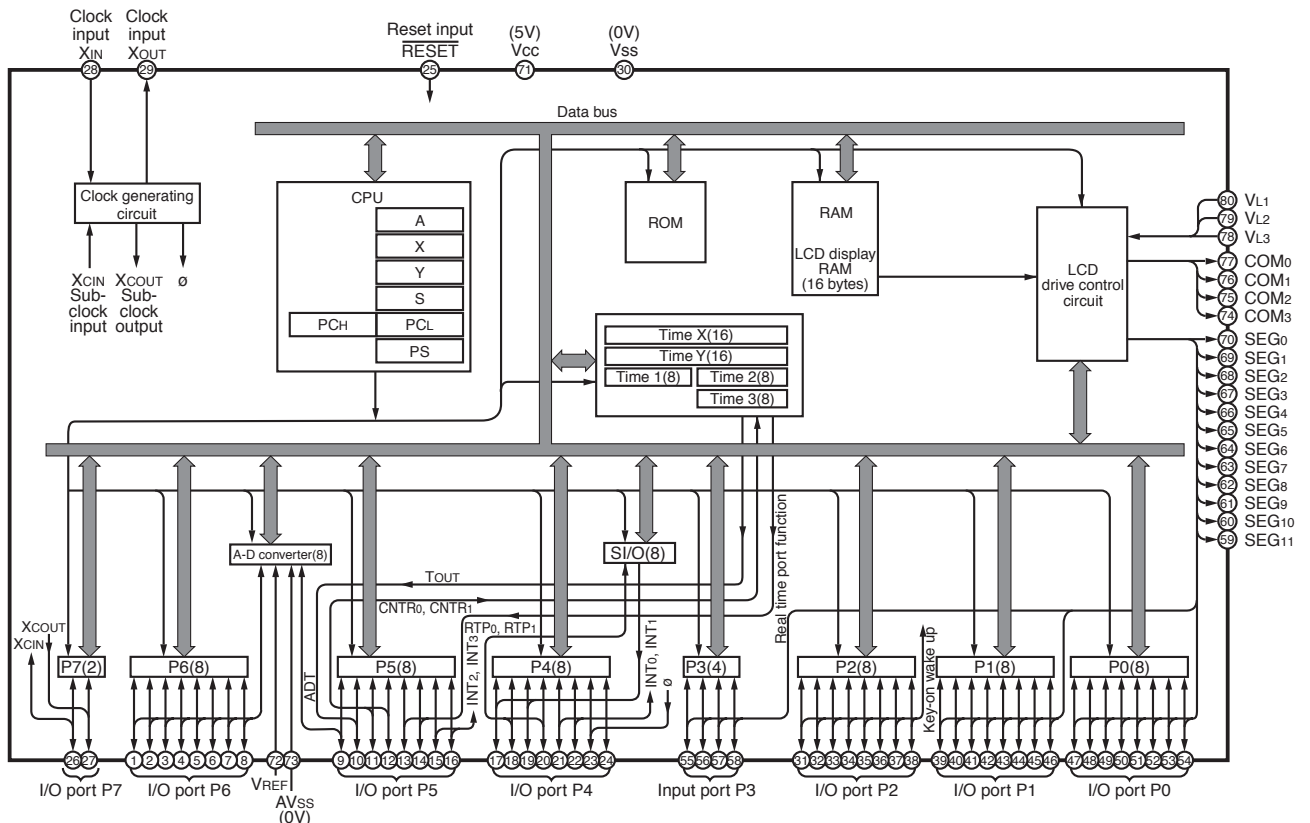 Clock
input
XIN
Clock
input
XOUT
Reset input
RESET
(5V)
VCC
(0V)
VSS
28
29
25
71
30
Data bus
Clock generating
circuit
XCIN
Sub-
clock
input
XCOUT
Sub-
clock
output
ø
CPU
A
X
Y
S
PCH
PCL
PS
ROM
RAM
LCD display
RAM
(16 bytes)
LCD
drive control
circuit
Time X(16)
Time Y(16)
Time 1(8)
Time 2(8)
Time 3(8)
80 VL1
79 VL2
78 VL3
77 COM0
76 COM1
75 COM2
74 COM3
70 SEG0
69 SEG1
68 SEG2
67 SEG3
66 SEG4
65 SEG5
64 SEG6
63 SEG7
62 SEG8
61 SEG9
60 SEG10
59 SEG11
A-D converter(8)
SI/O(8)
TOUT
CNTR0, CNTR1
RTP0, RTP1
Real time port function
XCOUT
XCIN
ADT
INT2, INT3
INT0, INT1
ø
Key-on wake up
P7(2)
P6(8)
P5(8)
P4(8)
P3(4)
P2(8)
P1(8)
P0(8)
26 27
1 2 3 4 5 6 7 8
72 73
9 10 11 12 13 14 15 16
17 18 19 20 21 22 23 24
55 56 57 58
31 32 33 34 35 36 37 38
39 40 41 42 43 44 45 46
47 48 49 50 51 52 53 54
I/O port P7
I/O port P6
VREF
AVSS
(0V)
I/O port P5
I/O port P4
Input port P3
I/O port P2
I/O port P1
I/O port P0